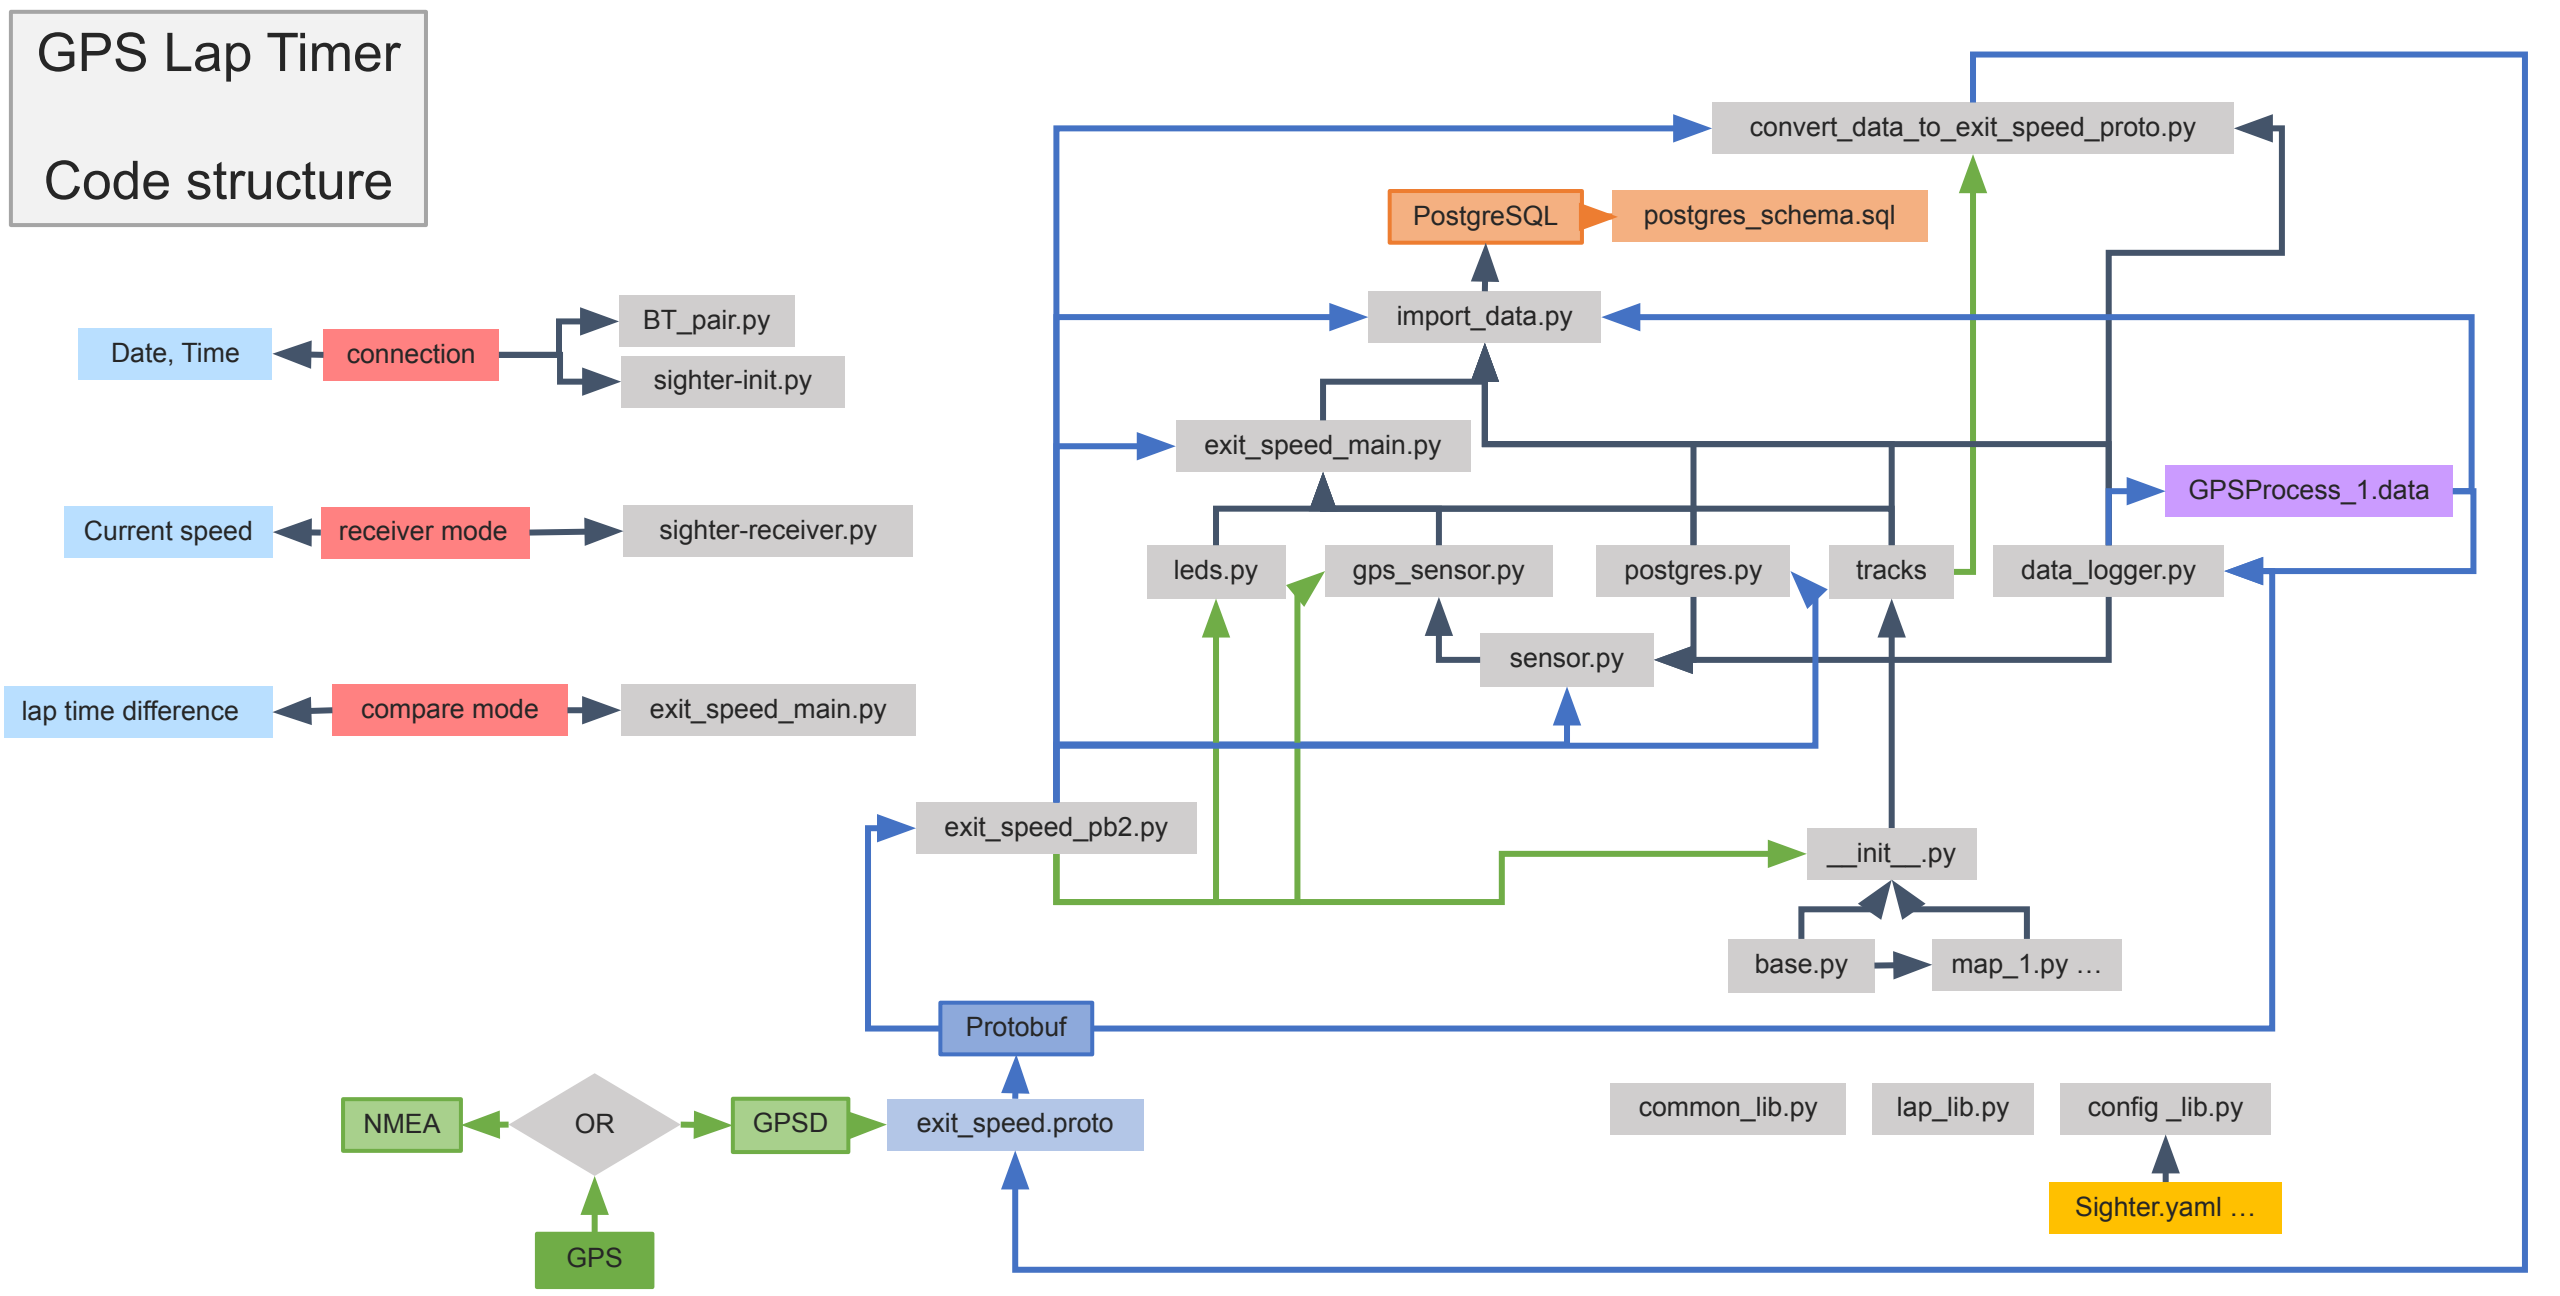 GPS Lap Timer
Code structure
convert_data_to_exit_speed_proto.py
PostgreSQL
postgres_schema.sql
BT_pair.py
import_data.py
Date, Time
connection
sighter-init.py
exit_speed_main.py
GPSProcess_1.data
Current speed
receiver mode
sighter-receiver.py
leds.py
gps_sensor.py
postgres.py
tracks
data_logger.py
sensor.py
lap time difference
compare mode
exit_speed_main.py
exit_speed_pb2.py
__init__.py
base.py
map_1.py …
Protobuf
NMEA
OR
GPSD
exit_speed.proto
common_lib.py
lap_lib.py
config _lib.py
Sighter.yaml …
GPS